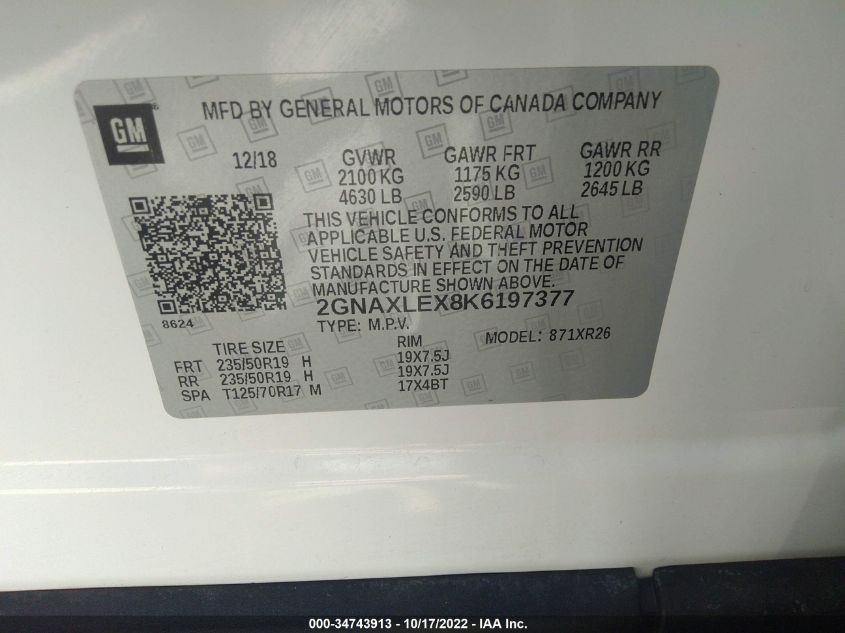 GM
MFD BY GENERAL MOTORS OF CANADA COMPANY
12/18 GVWR GAWR FRT GAWR RR
2100 KG 1175 KG 1200 KG
4630 LB 2590 LB 2645 LB
THIS VEHICLE CONFORMS TO ALL
APPLICABLE U.S. FEDERAL MOTOR
VEHICLE SAFETY AND THEFT PREVENTION
STANDARDS IN EFFECT ON THE DATE OF
MANUFACTURE SHOWN ABOVE.
2GNAXLEX8K6197377
8624
TYPE: M.P.V. MODEL: 871XR26
TIRE SIZE RIM
FRT 235/50R19 H 19X7.5J
RR 235/50R19 H 19X7.5J
SPA T125/70R17 M 17X4BT
000-34743913 - 10/17/2022 - IAA Inc.